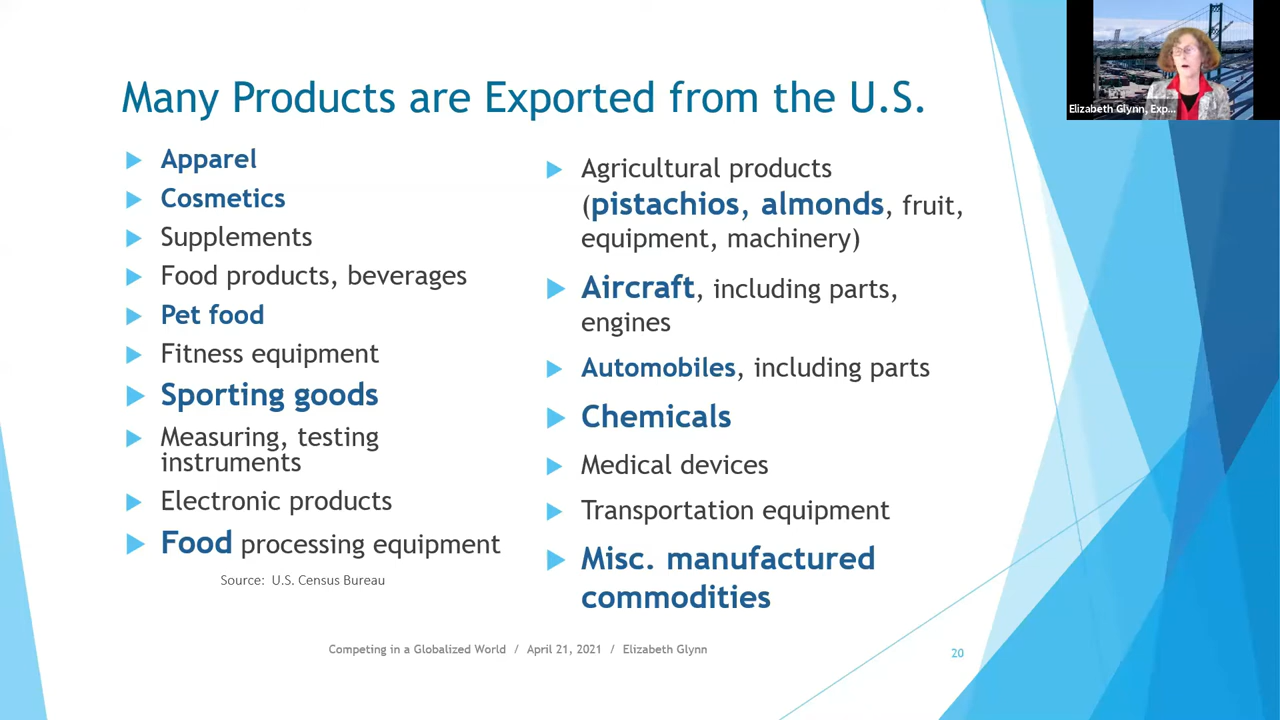 Many Products are Exported from the U.S.
Apparel
Cosmetics
Supplements
Food products, beverages
Pet food
Fitness equipment
Sporting goods
Measuring, testing
instruments
Electronic products
Food processing equipment
Source: U.S. Census Bureau
Agricultural products
(pistachios, almonds, fruit,
equipment, machinery)
Aircraft, including parts,
engines
Automobiles, including parts
Chemicals
Medical devices
Transportation equipment
Misc. manufactured
commodities
Competing in a Globalized World / April 21, 2021 / Elizabeth Glynn
20
Elizabeth Glynn, Exp...